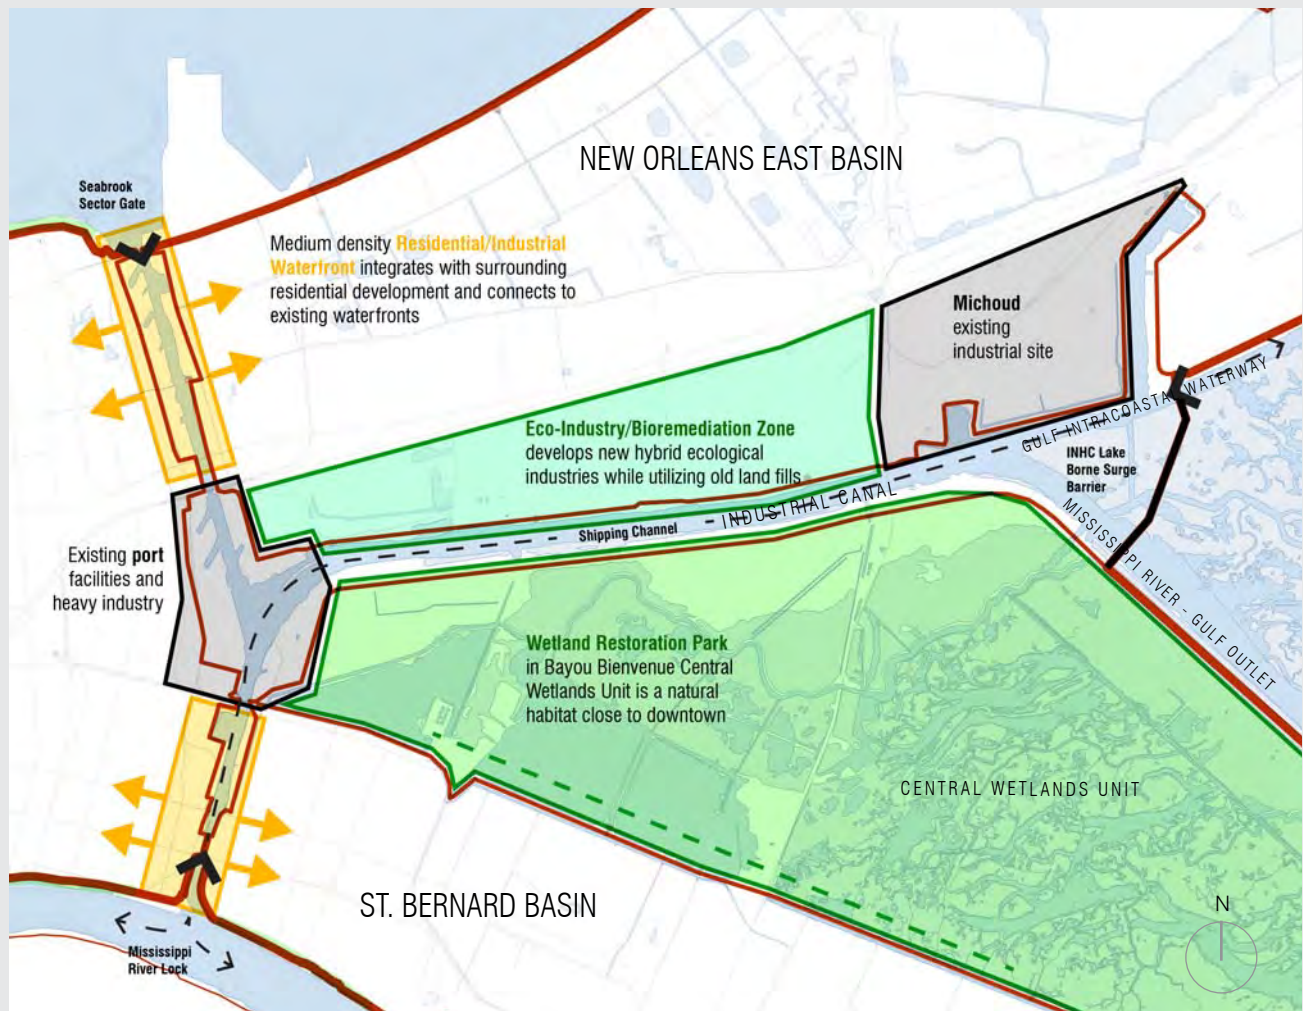 NEW ORLEANS EAST BASIN
Seabrook
Sector Gate
Medium density Residential/Industrial
Waterfront integrates with surrounding
residential development and connects to
existing waterfronts
Michoud
existing
industrial site
GULF INTRACOASTAL WATERWAY
Eco-Industry/Bioremediation Zone
develops new hybrid ecological
industries while utilizing old land fills
INHC Lake
Borne Surge
Barrier
INDUSTRIAL CANAL
Shipping Channel
MISSISSIPPI RIVER - GULF OUTLET
Existing port
facilities and
heavy industry
Wetland Restoration Park
in Bayou Bienvenue Central
Wetlands Unit is a natural
habitat close to downtown
CENTRAL WETLANDS UNIT
ST. BERNARD BASIN
N
Mississippi
River Lock